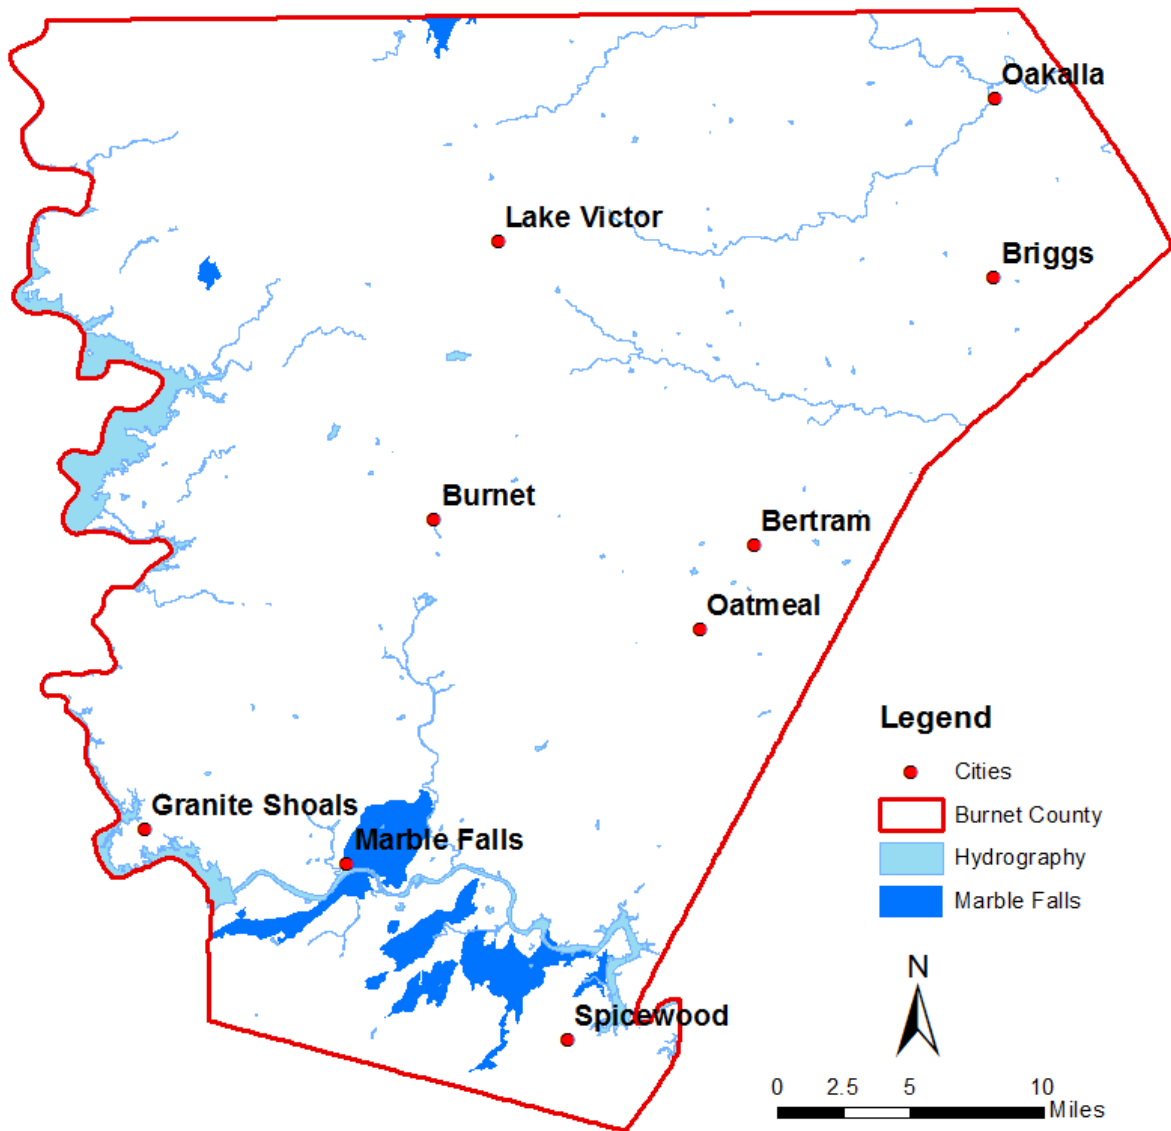 Oakalla
Lake Victor
Briggs
Burnet
Bertram
Oatmeal
Granite Shoals
Marble Falls
Spicewood
Legend
Cities
Burnet County
Hydrography
Marble Falls
N
0 2.5 5 10
Miles